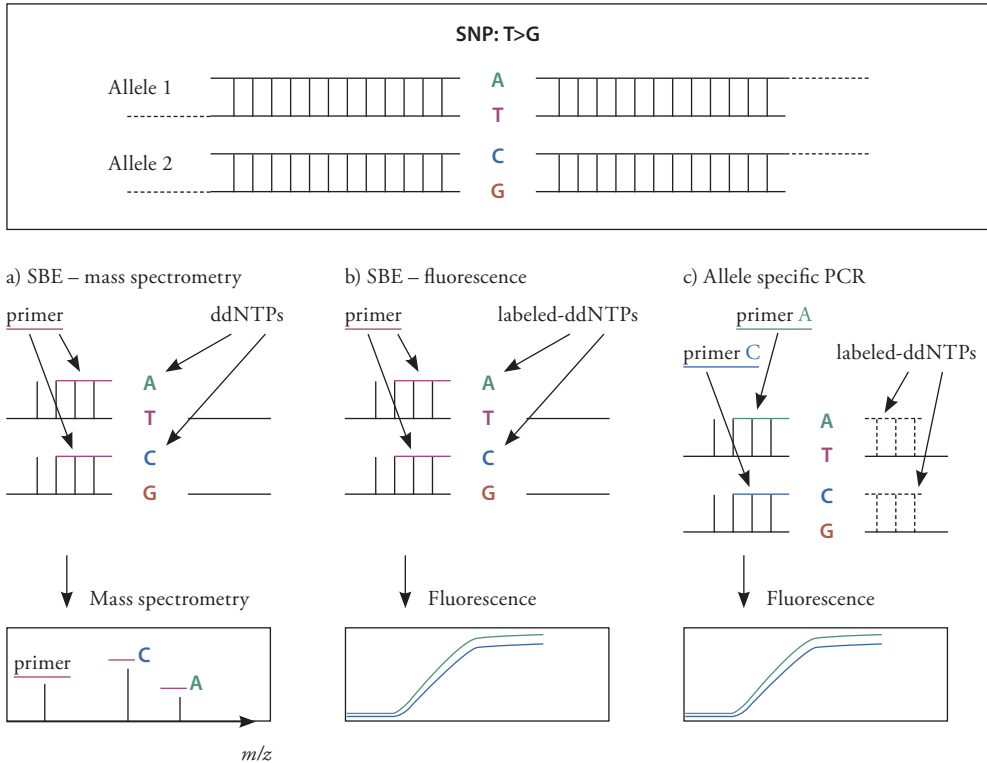 SNP: T>G
Allele 1
A
T
Allele 2
C
G
a) SBE – mass spectrometry
primer
ddNTPs
A
T
C
G
Mass spectrometry
primer
C
A
m/z
b) SBE – fluorescence
primer
labeled-ddNTPs
A
T
C
G
Fluorescence
c) Allele specific PCR
primer A
primer C
labeled-ddNTPs
A
T
C
G
Fluorescence